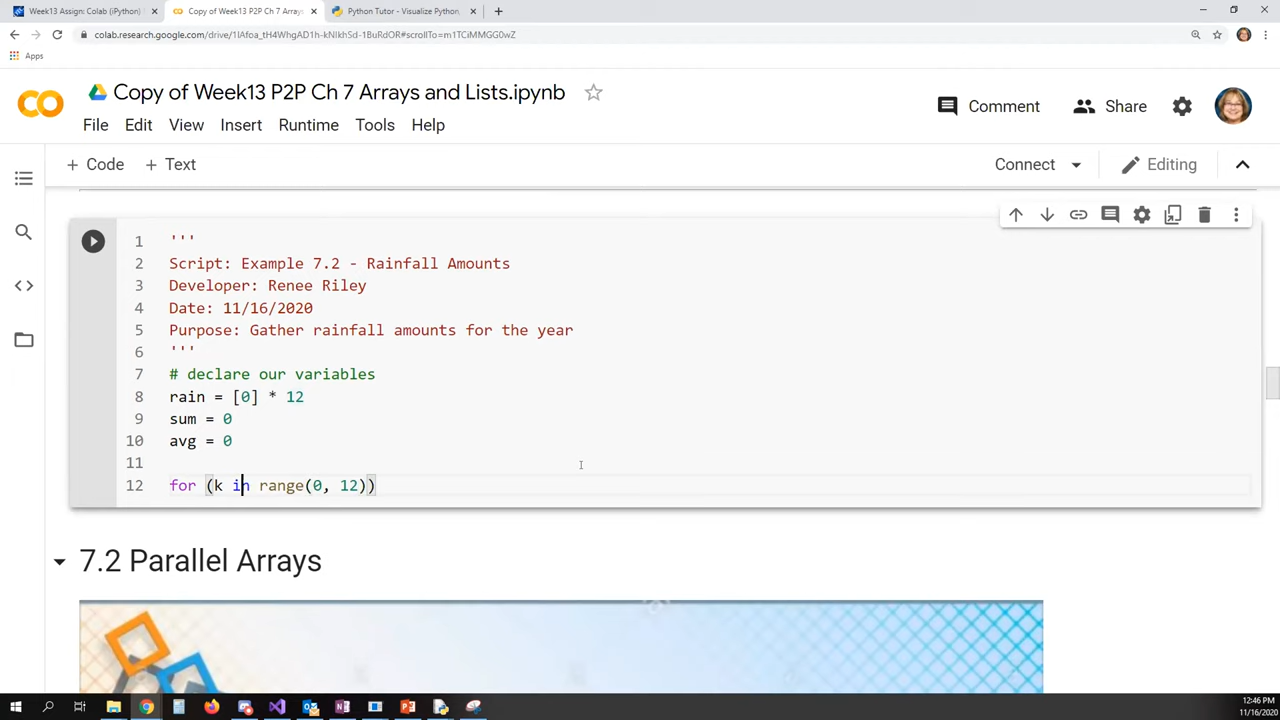 Week13 Assign: Colab (iPython)
Copy of Week13 P2P Ch 7 Arrays
Python Tutor - Visualize Python,
colab.research.google.com/drive/1lAfoa_tH4WhgAD1h-kNlkhSd-1BuRdOR#scrollTo=m1TCiMMGG0wZ
Apps
Copy of Week13 P2P Ch 7 Arrays and Lists.ipynb
Comment
Share
File Edit View Insert Runtime Tools Help
+ Code + Text
Connect
Editing
1 '''
2 Script: Example 7.2 - Rainfall Amounts
3 Developer: Renee Riley
4 Date: 11/16/2020
5 Purpose: Gather rainfall amounts for the year
6 '''
7 # declare our variables
8 rain = [0] * 12
9 sum = 0
10 avg = 0
11
12 for (k in range(0, 12))
7.2 Parallel Arrays
12:46 PM
11/16/2020